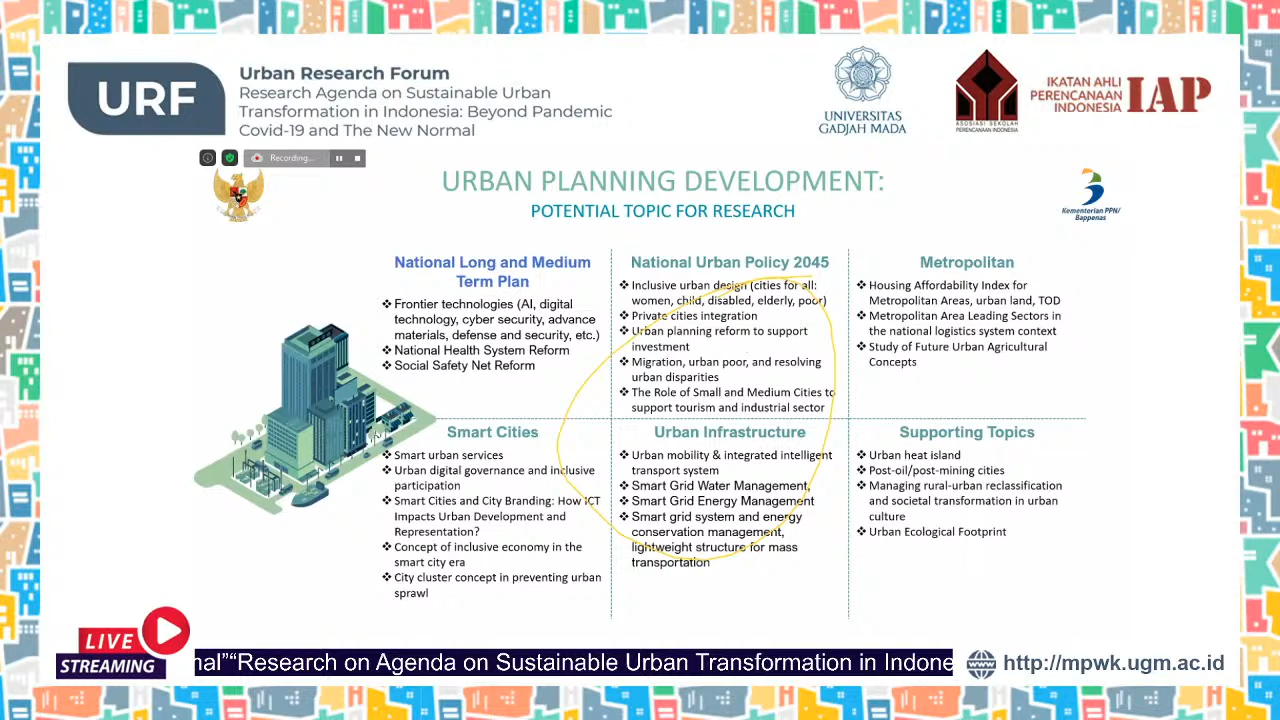 URF
Urban Research Forum
Research Agenda on Sustainable Urban
Transformation in Indonesia: Beyond Pandemic
Covid-19 and The New Normal
UNIVERSITAS
GADJAH MADA
ASOSIASI SEKOLAH
PERENCANAAN INDONESIA
IKATAN AHLI
PERENCANAAN
INDONESIA
IAP
Recording...
URBAN PLANNING DEVELOPMENT:
POTENTIAL TOPIC FOR RESEARCH
Kementerian PPN/
Bappenas
National Long and Medium
Term Plan
Frontier technologies (AI, digital
technology, cyber security, advance
materials, defense and security, etc.)
National Health System Reform
Social Safety Net Reform
National Urban Policy 2045
Inclusive urban design (cities for all:
women, child, disabled, elderly, poor)
Private cities integration
Urban planning reform to support
investment
Migration, urban poor, and resolving
urban disparities
The Role of Small and Medium Cities to
support tourism and industrial sector
Metropolitan
Housing Affordability Index for
Metropolitan Areas, urban land, TOD
Metropolitan Area Leading Sectors in
the national logistics system context
Study of Future Urban Agricultural
Concepts
Smart Cities
Smart urban services
Urban digital governance and inclusive
participation
Smart Cities and City Branding: How ICT
Impacts Urban Development and
Representation?
Concept of inclusive economy in the
smart city era
City cluster concept in preventing urban
sprawl
Urban Infrastructure
Urban mobility & integrated intelligent
transport system
Smart Grid Water Management,
Smart Grid Energy Management
Smart grid system and energy
conservation management,
lightweight structure for mass
transportation
Supporting Topics
Urban heat island
Post-oil/post-mining cities
Managing rural-urban reclassification
and societal transformation in urban
culture
Urban Ecological Footprint
LIVE
STREAMING
nal”“Research on Agenda on Sustainable Urban Transformation in Indone
http://mpwk.ugm.ac.id